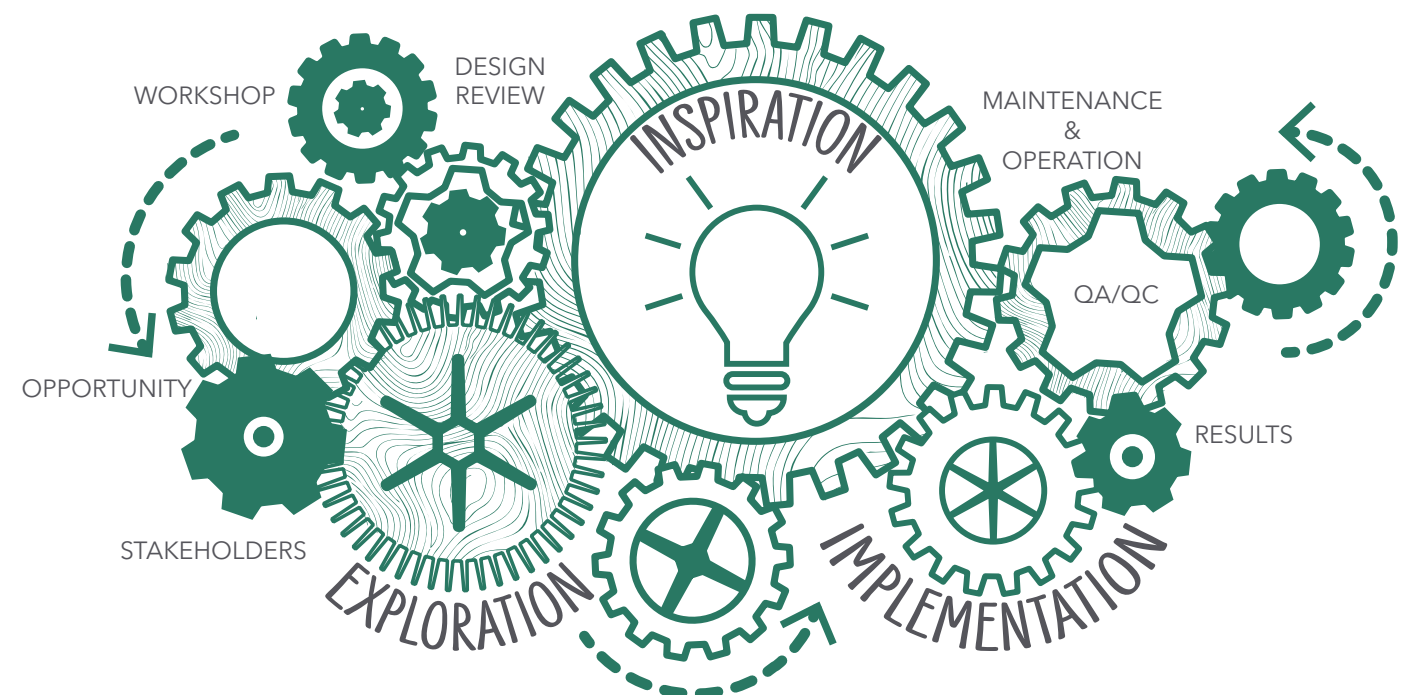 WORKSHOP
DESIGN
REVIEW
INSPIRATION
MAINTENANCE
&
OPERATION
QA/QC
OPPORTUNITY
RESULTS
STAKEHOLDERS
EXPLORATION
IMPLEMENTATION